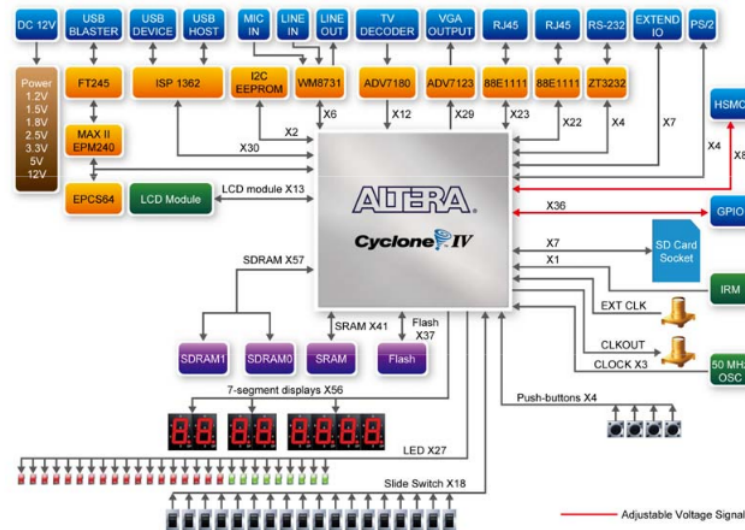 DC 12V
USB
BLASTER
USB
DEVICE
USB
HOST
MIC
IN
LINE
IN
LINE
OUT
TV
DECODER
VGA
OUTPUT
RJ45
RJ45
RS-232
EXTEND
IO
PS/2
Power
1.2V
1.5V
1.8V
2.5V
3.3V
5V
12V
FT245
ISP 1362
I2C
EEPROM
WM8731
ADV7180
ADV7123
88E1111
88E1111
ZT3232
HSMC
MAX II
EPM240
X6
X12
X29
X23
X22
X4
X7
X4
X8
X2
X30
EPCS64
LCD Module
LCD module X13
ALTERA.
Cyclone IV
X36
GPIO
X7
SD Card
Socket
X1
IRM
SDRAM X57
EXT CLK
CLKOUT
CLOCK X3
50 MHz
OSC
SRAM X41
Flash
X37
SDRAM1
SDRAM0
SRAM
Flash
7-segment displays X56
Push-buttons X4
88
88
8888
LED X27
Slide Switch X18
Adjustable Voltage Signal